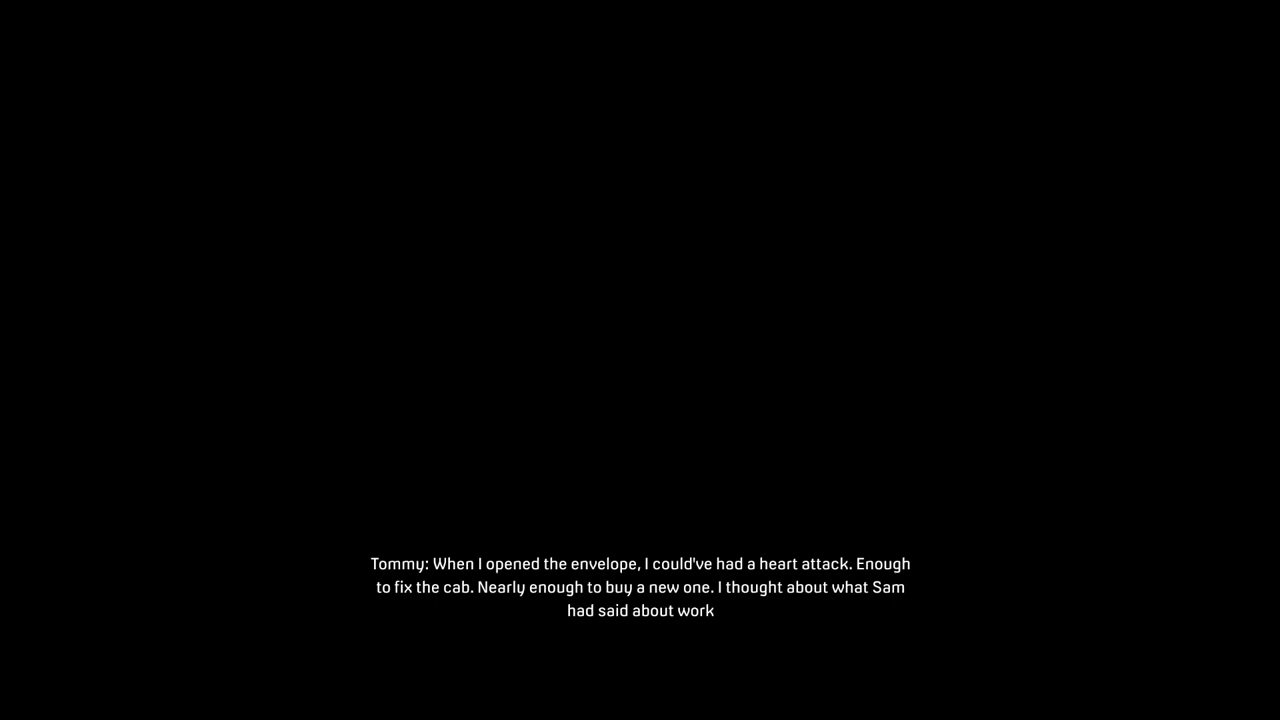 Tommy: When I opened the envelope, I could've had a heart attack. Enough
to fix the cab. Nearly enough to buy a new one. I thought about what Sam
had said about work